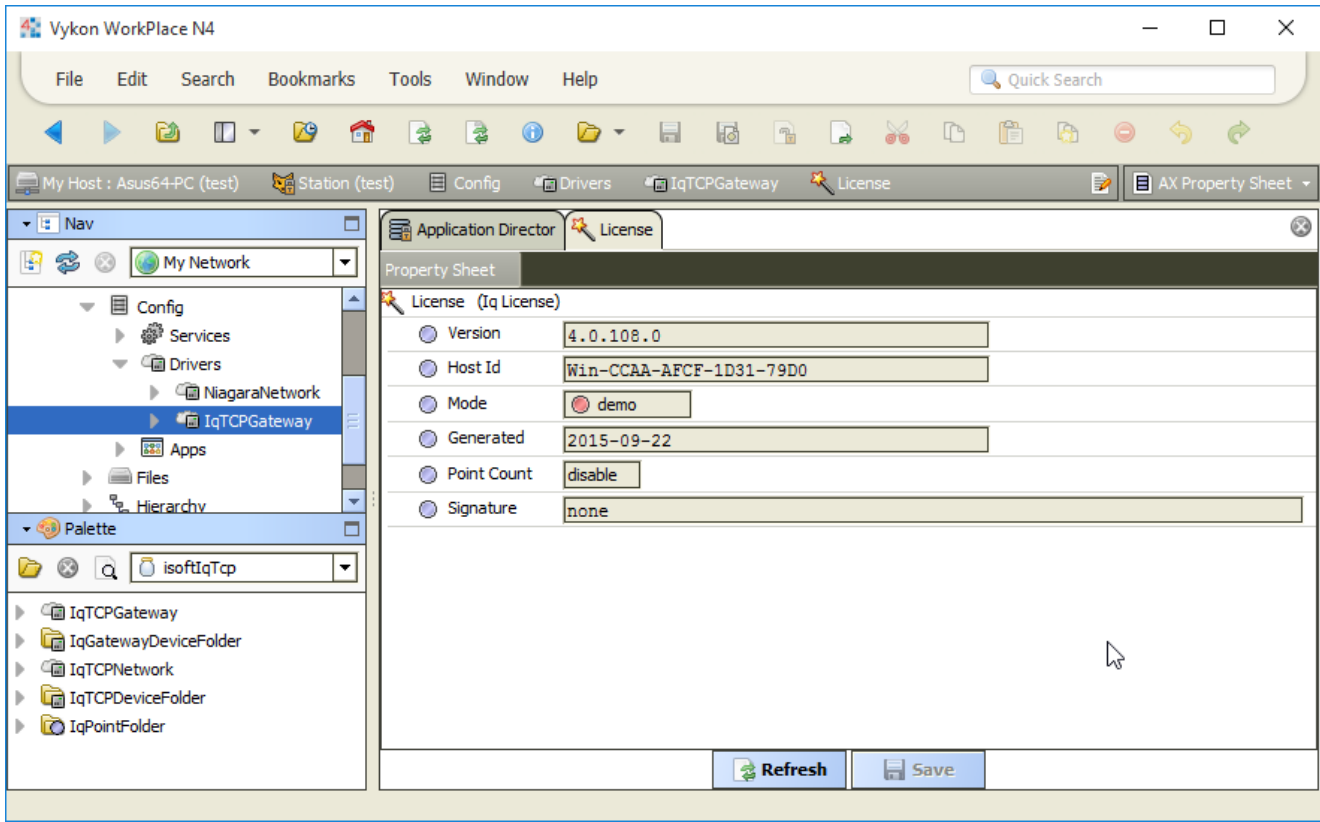 Vykon WorkPlace N4
File Edit Search Bookmarks Tools Window Help Quick Search
My Host : Asus64-PC (test) Station (test) Config Drivers IqTCPGateway License AX Property Sheet
Nav
My Network
Config
Services
Drivers
NiagaraNetwork
IqTCPGateway
Apps
Files
Hierarchy
Palette
isoftIqTcp
IqTCPGateway
IqGatewayDeviceFolder
IqTCPNetwork
IqTCPDeviceFolder
IqPointFolder
Application Director License
Property Sheet
License (Iq License)
Version 4.0.108.0
Host Id Win-CCAA-AFCF-1D31-79D0
Mode demo
Generated 2015-09-22
Point Count disable
Signature none
Refresh Save